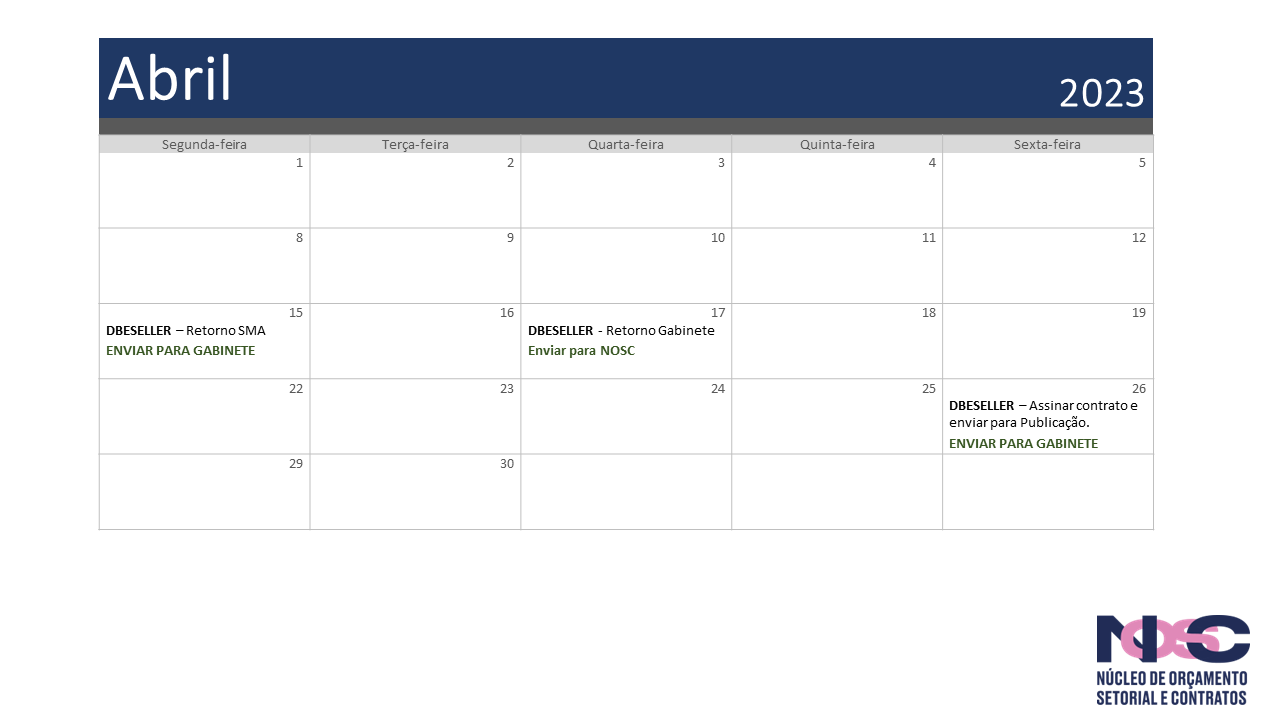 Abril 2023
Segunda-feira Terça-feira Quarta-feira Quinta-feira Sexta-feira
1 2 3 4 5
8 9 10 11 12
15 16 17 18 19
DBESELLER – Retorno SMA
ENVIAR PARA GABINETE
DBESELLER - Retorno Gabinete
Enviar para NOSC
22 23 24 25 26
DBESELLER – Assinar contrato e
enviar para Publicação.
ENVIAR PARA GABINETE
29 30
NOSC
NÚCLEO DE ORÇAMENTO
SETORIAL E CONTRATOS